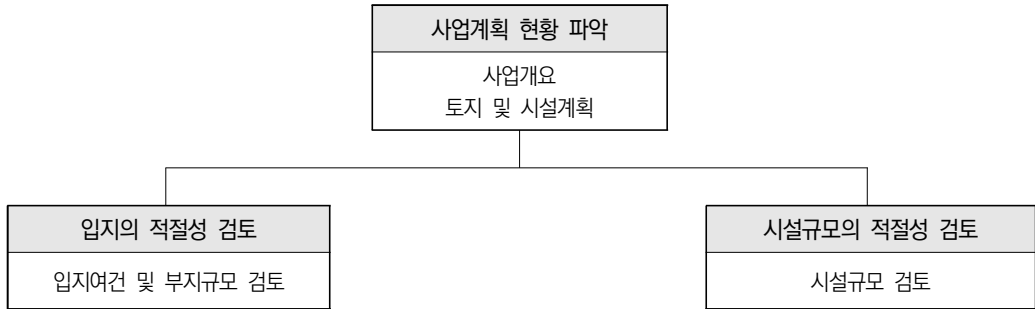 사업계획 현황 파악
사업개요
토지 및 시설계획
입지의 적절성 검토
입지여건 및 부지규모 검토
시설규모의 적절성 검토
시설규모 검토